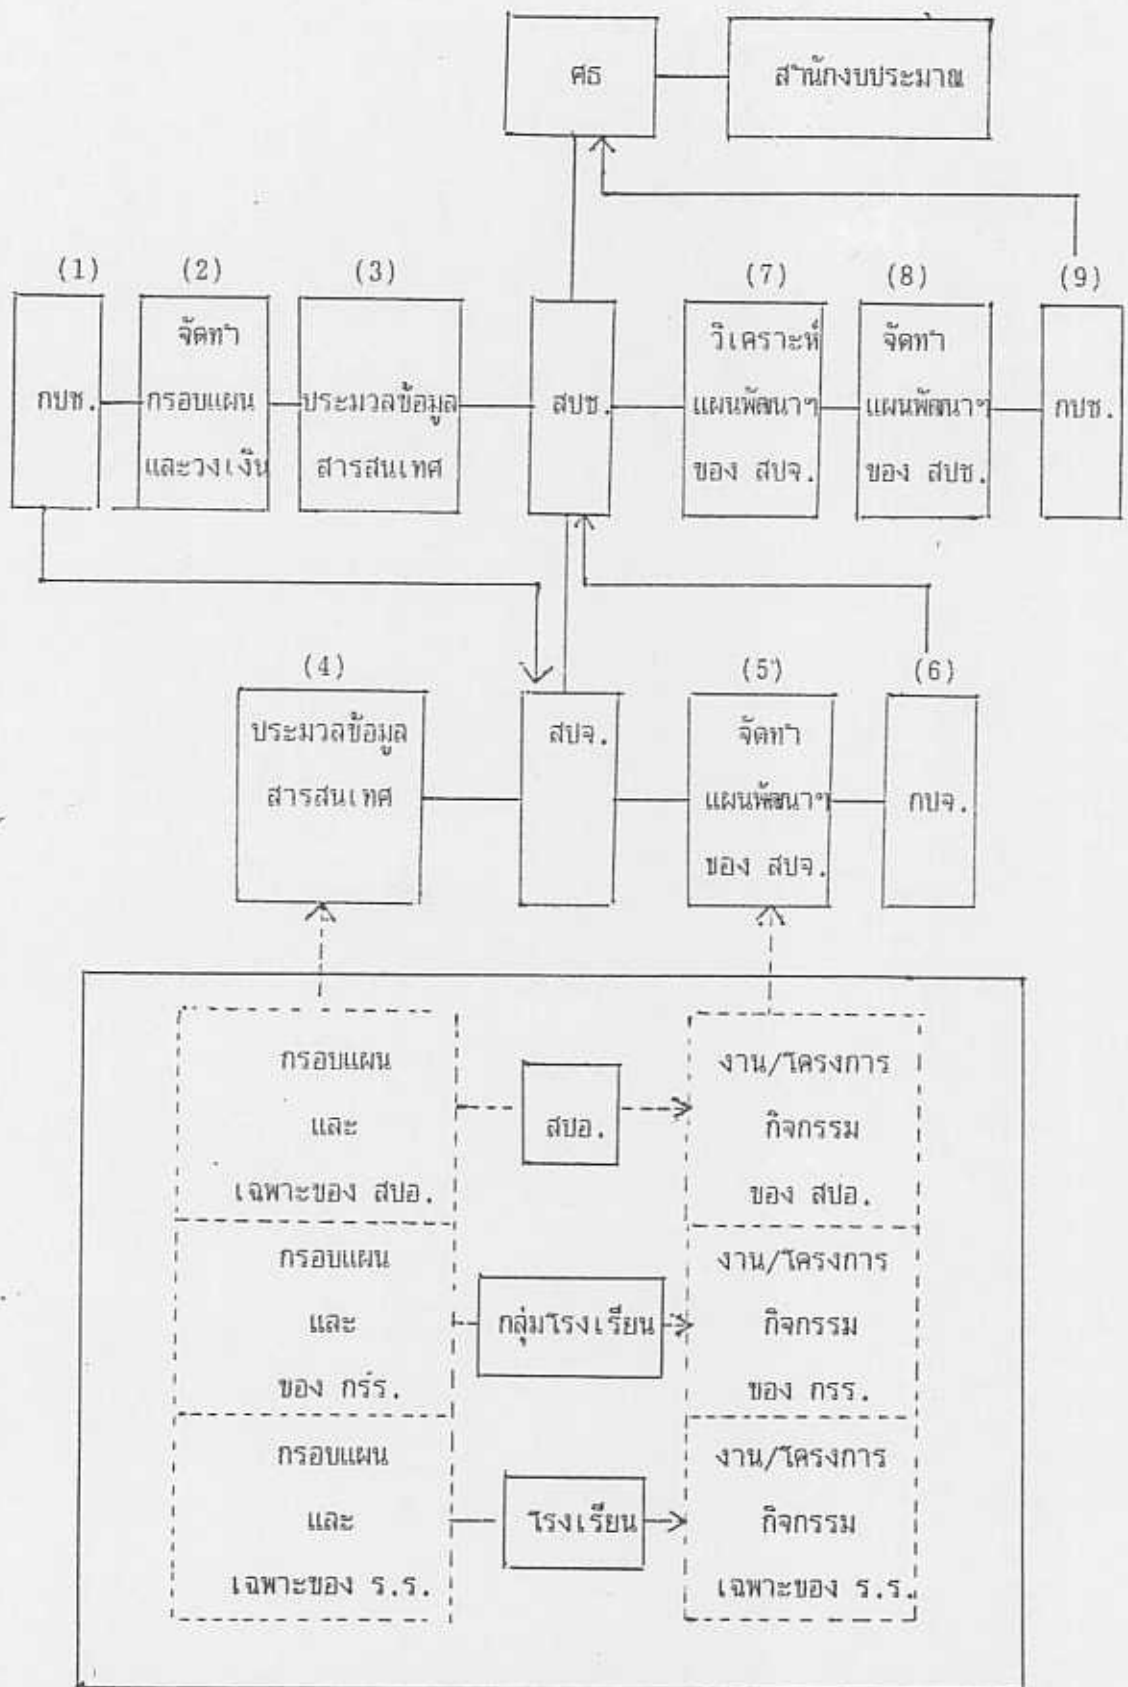 ศธ
สำนักงบประมาณ
(1)
(2)
(3)
(7)
(8)
(9)
กปช.
จัดทำ
กรอบแผน
และวงเงิน
ประมวลข้อมูล
สารสนเทศ
สปช.
วิเคราะห์
แผนพัฒนาฯ
ของ สปจ.
จัดทำ
แผนพัฒนาฯ
ของ สปช.
กปช.
(4)
(5)
(6)
ประมวลข้อมูล
สารสนเทศ
สปจ.
จัดทำ
แผนพัฒนาฯ
ของ สปจ.
กปจ.
กรอบแผน
และ
เฉพาะของ สปอ.
สปอ.
งาน/โครงการ
กิจกรรม
ของ สปอ.
กรอบแผน
และ
ของ กรร.
กลุ่มโรงเรียน
งาน/โครงการ
กิจกรรม
ของ กรร.
กรอบแผน
และ
เฉพาะของ ร.ร.
โรงเรียน
งาน/โครงการ
กิจกรรม
เฉพาะของ ร.ร.